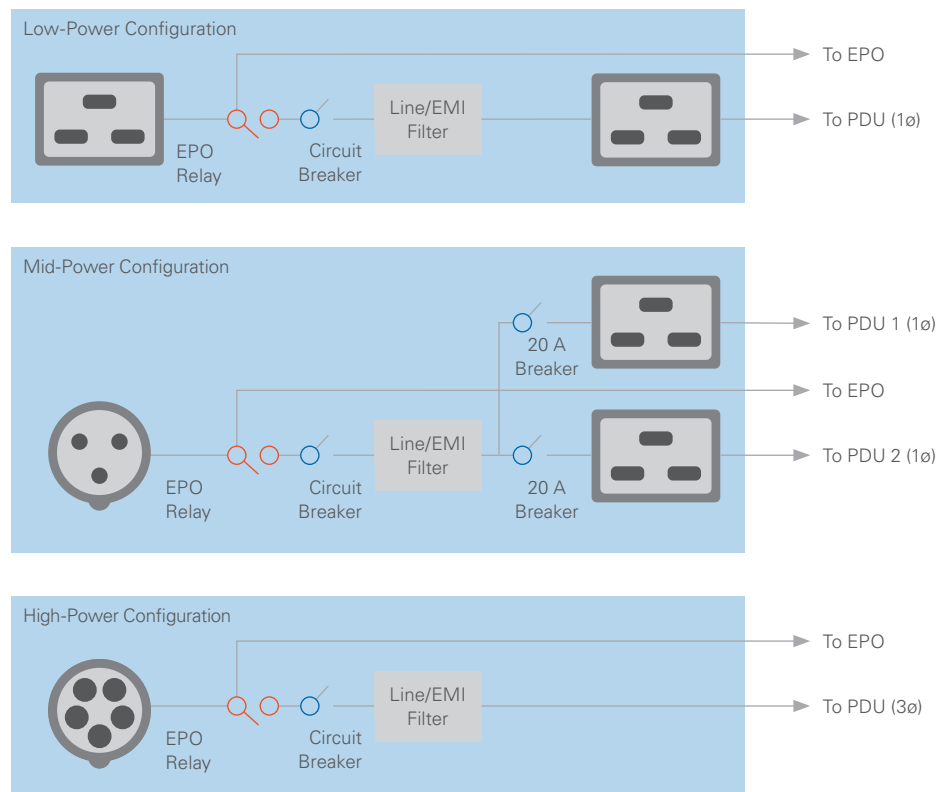 Low-Power Configuration
To EPO
Line/EMI
Filter
To PDU (1ø)
EPO
Relay
Circuit
Breaker
Mid-Power Configuration
To PDU 1 (1ø)
20 A
Breaker
To EPO
Line/EMI
Filter
To PDU 2 (1ø)
EPO
Relay
Circuit
Breaker
20 A
Breaker
High-Power Configuration
To EPO
Line/EMI
Filter
To PDU (3ø)
EPO
Relay
Circuit
Breaker